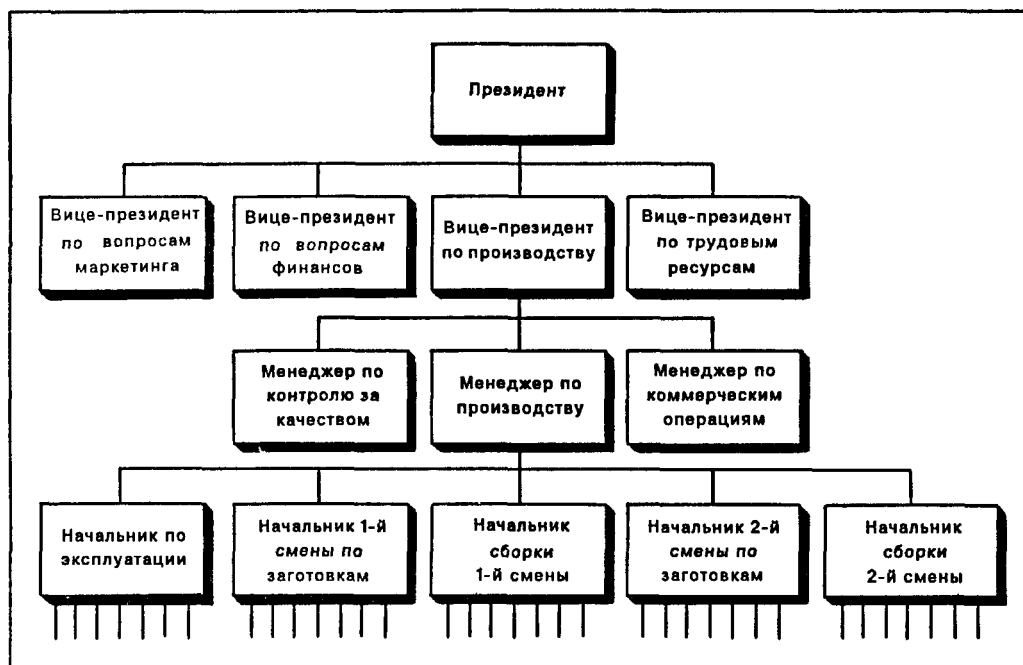 Президент
Вице-президент
по вопросам
маркетинга
Вице-президент
по вопросам
финансов
Вице-президент
по производству
Вице-президент
по трудовым
ресурсам
Менеджер по
контролю за
качеством
Менеджер по
производству
Менеджер по
коммерческим
операциям
Начальник по
эксплуатации
Начальник 1-й
смены по
заготовкам
Начальник
сборки
1-й смены
Начальник 2-й
смены по
заготовкам
Начальник
сборки
2-й смены